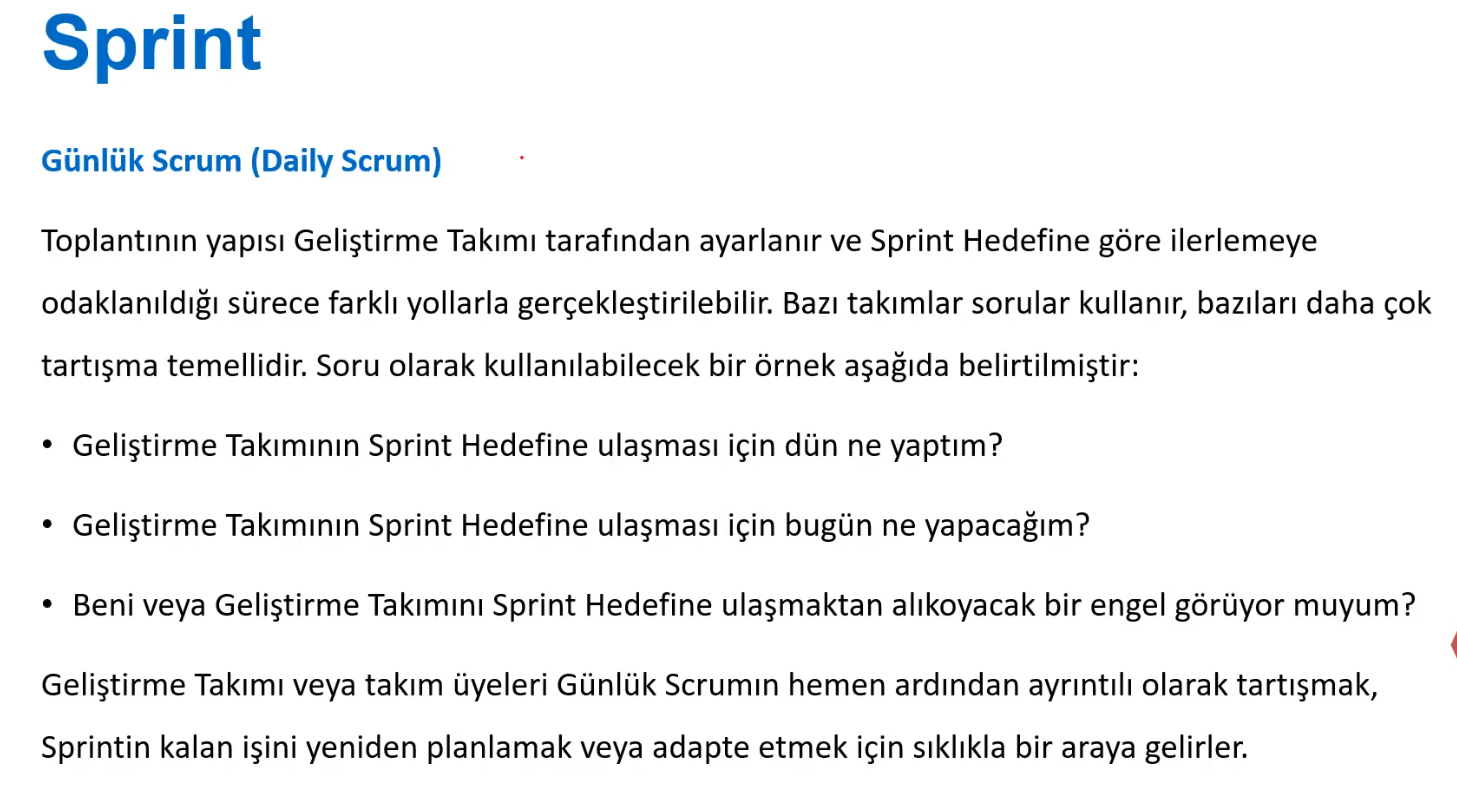 Sprint
Günlük Scrum (Daily Scrum)
Toplantının yapısı Geliştirme Takımı tarafından ayarlanır ve Sprint Hedefine göre ilerlemeye
odaklanıldığı sürece farklı yollarla gerçekleştirilebilir. Bazı takımlar sorular kullanır, bazıları daha çok
tartışma temellidir. Soru olarak kullanılabilecek bir örnek aşağıda belirtilmiştir:
• Geliştirme Takımının Sprint Hedefine ulaşması için dün ne yaptım?
• Geliştirme Takımının Sprint Hedefine ulaşması için bugün ne yapacağım?
• Beni veya Geliştirme Takımını Sprint Hedefine ulaşmaktan alıkoyacak bir engel görüyor muyum?
Geliştirme Takımı veya takım üyeleri Günlük Scrumın hemen ardından ayrıntılı olarak tartışmak,
Sprintin kalan işini yeniden planlamak veya adapte etmek için sıklıkla bir araya gelirler.